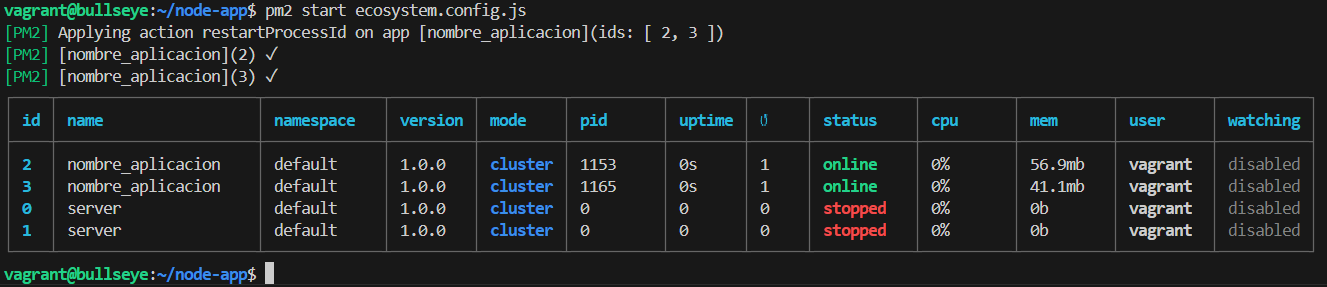 vagrant@bullseye:~/node-app$ pm2 start ecosystem.config.js
[PM2] Applying action restartProcessId on app [nombre_aplicacion](ids: [ 2, 3 ])
[PM2] [nombre_aplicacion](2) ✓
[PM2] [nombre_aplicacion](3) ✓
id name namespace version mode pid uptime ↺ status cpu mem user watching
2 nombre_aplicacion default 1.0.0 cluster 1153 0s 1 online 0% 56.9mb vagrant disabled
3 nombre_aplicacion default 1.0.0 cluster 1165 0s 1 online 0% 41.1mb vagrant disabled
0 server default 1.0.0 cluster 0 0 0 stopped 0% 0b vagrant disabled
1 server default 1.0.0 cluster 0 0 0 stopped 0% 0b vagrant disabled
vagrant@bullseye:~/node-app$